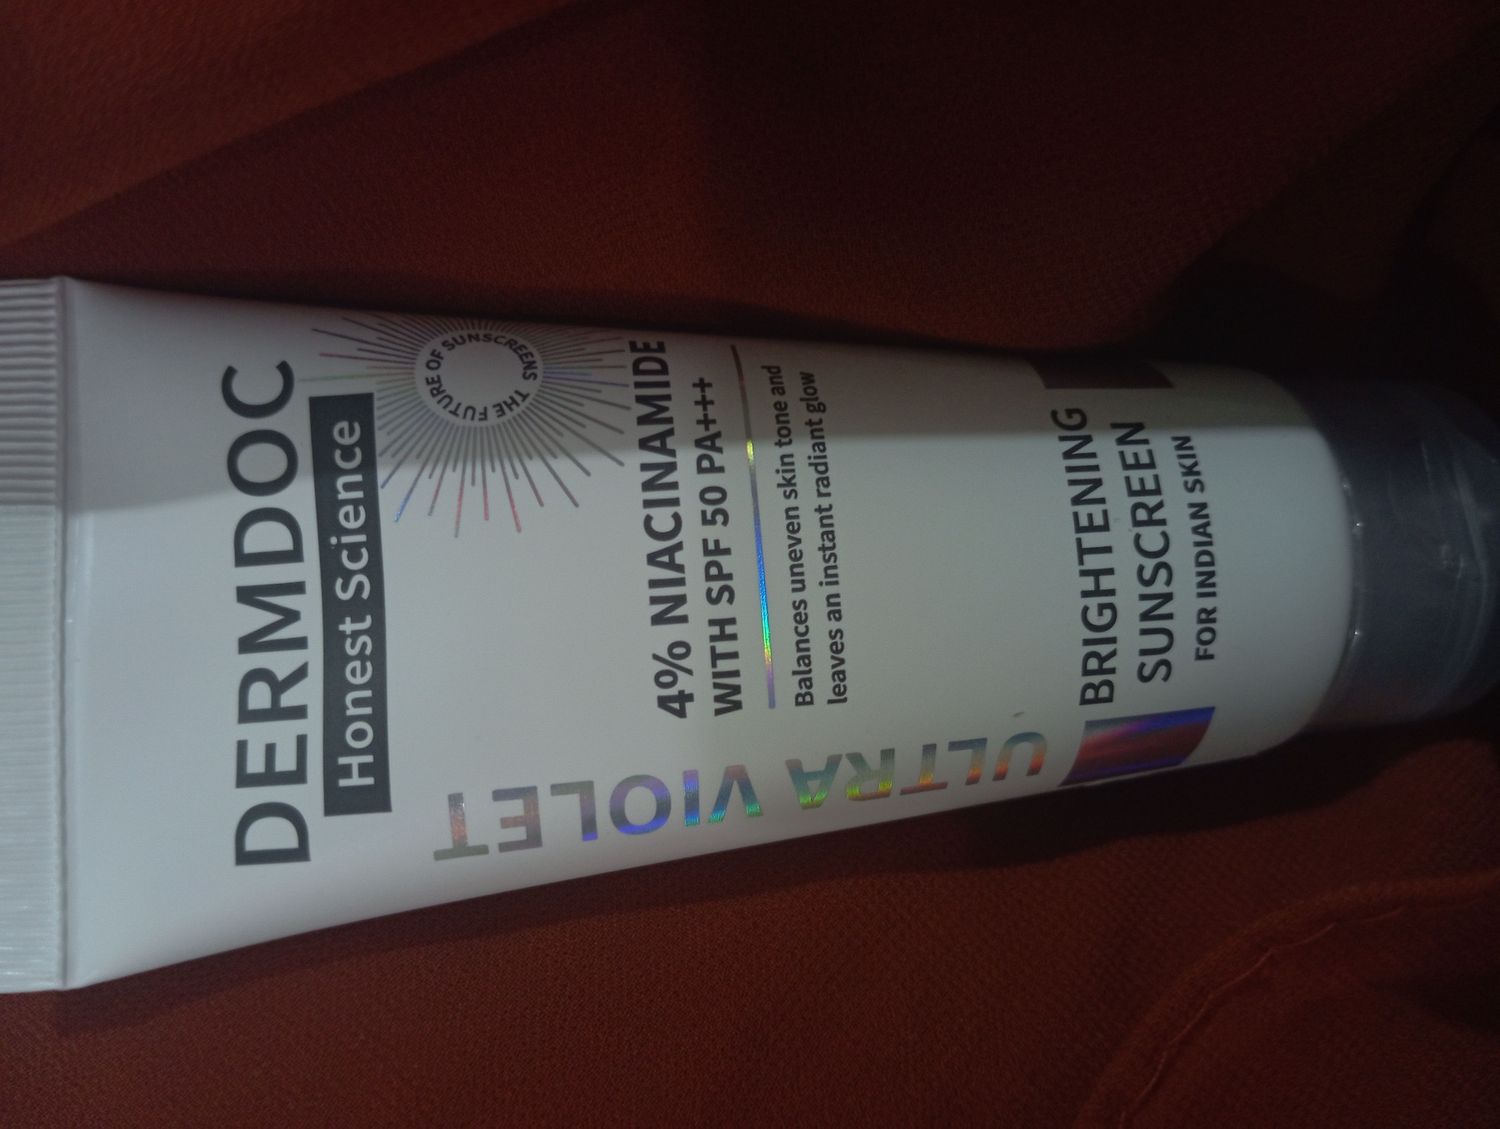 DERMDOC
Honest Science
THE FUTURE OF SUNSCREENS
4% NIACINAMIDE
WITH SPF 50 PA+++
Balances uneven skin tone and
leaves an instant radiant glow
ULTRA VIOLET
BRIGHTENING
SUNSCREEN
FOR INDIAN SKIN